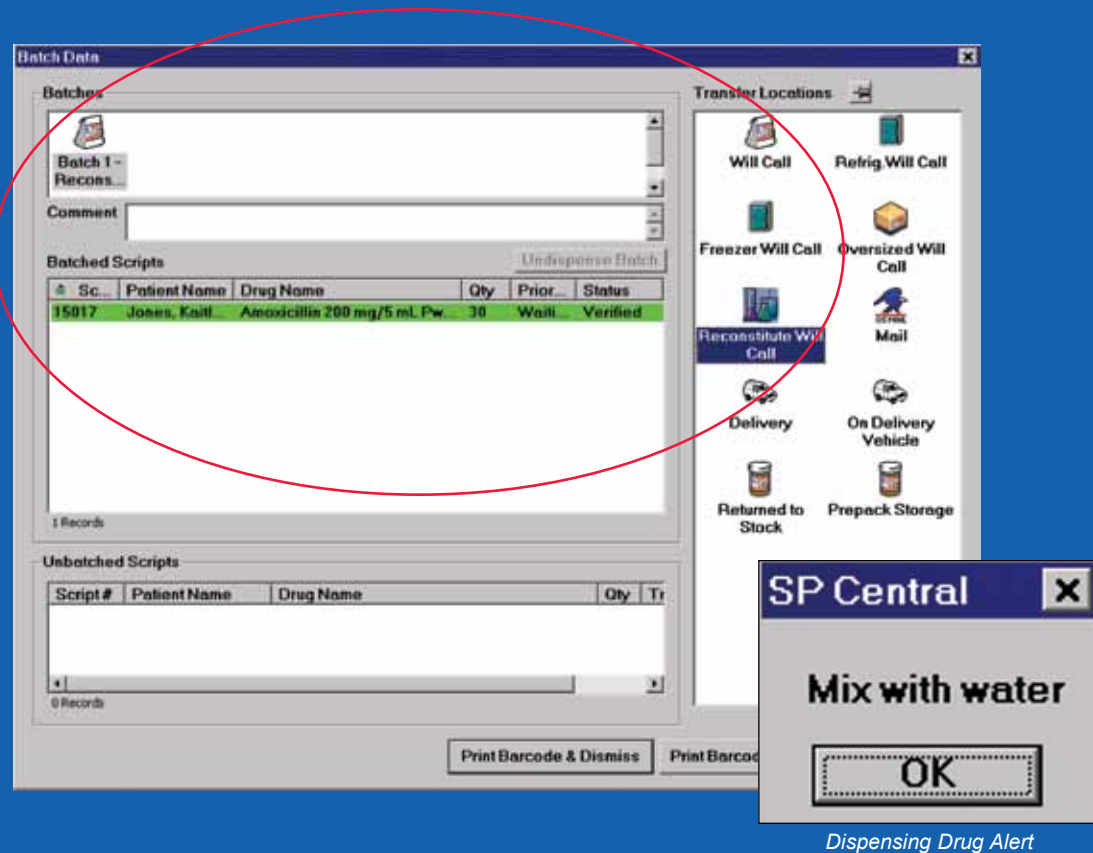 Batch Data
Batches
Batch 1 -
Recons...
Comment
Undispense Batch
Batched Scripts
Sc... Patient Name Drug Name Qty Prior... Status
15017 Jones, Kaitl... Amoxicillin 200 mg/5 mL Pw... 30 Waiti... Verified
1 Records
Unbatched Scripts
Script # Patient Name Drug Name Qty Tr
0 Records
Transfer Locations
Will Call Refrig. Will Call
Freezer Will Call Oversized Will
Call
Reconstitute Will Mail
Call
Delivery On Delivery
Vehicle
Returned to Prepack Storage
Stock
Print Barcode & Dismiss Print Barcod
SP Central
Mix with water
OK
Dispensing Drug Alert